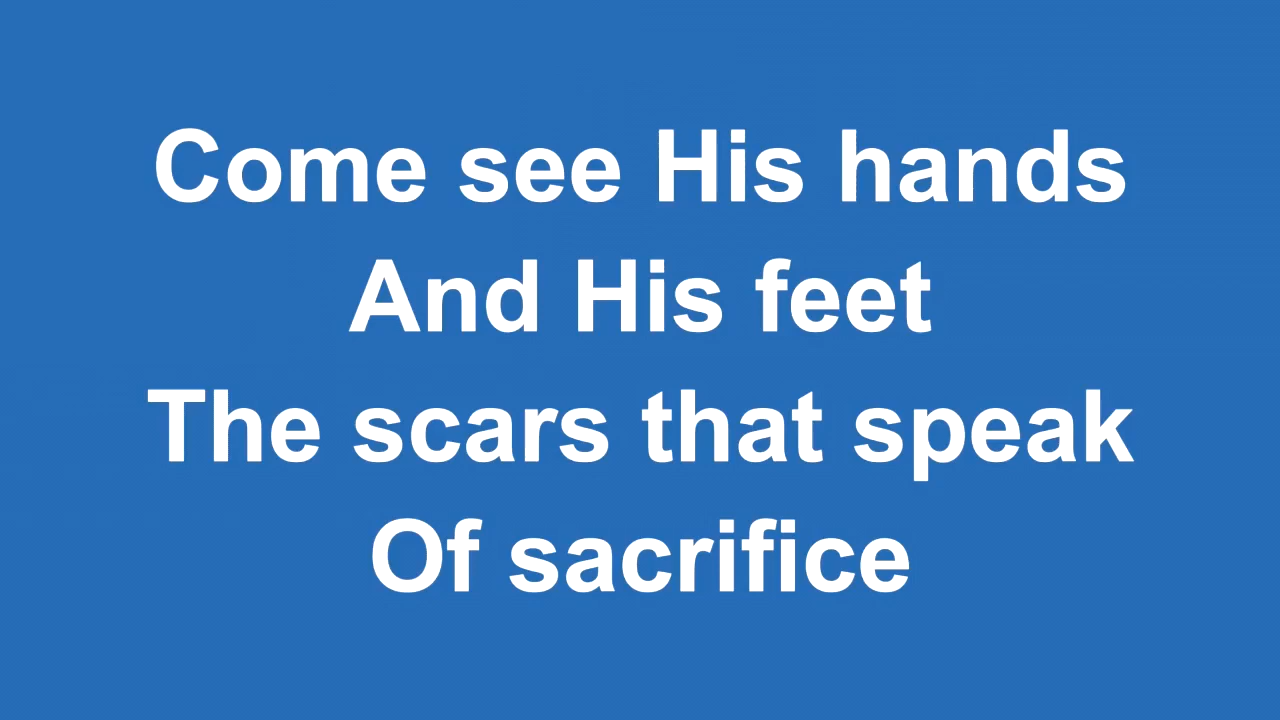 Come see His hands
And His feet
The scars that speak
Of sacrifice